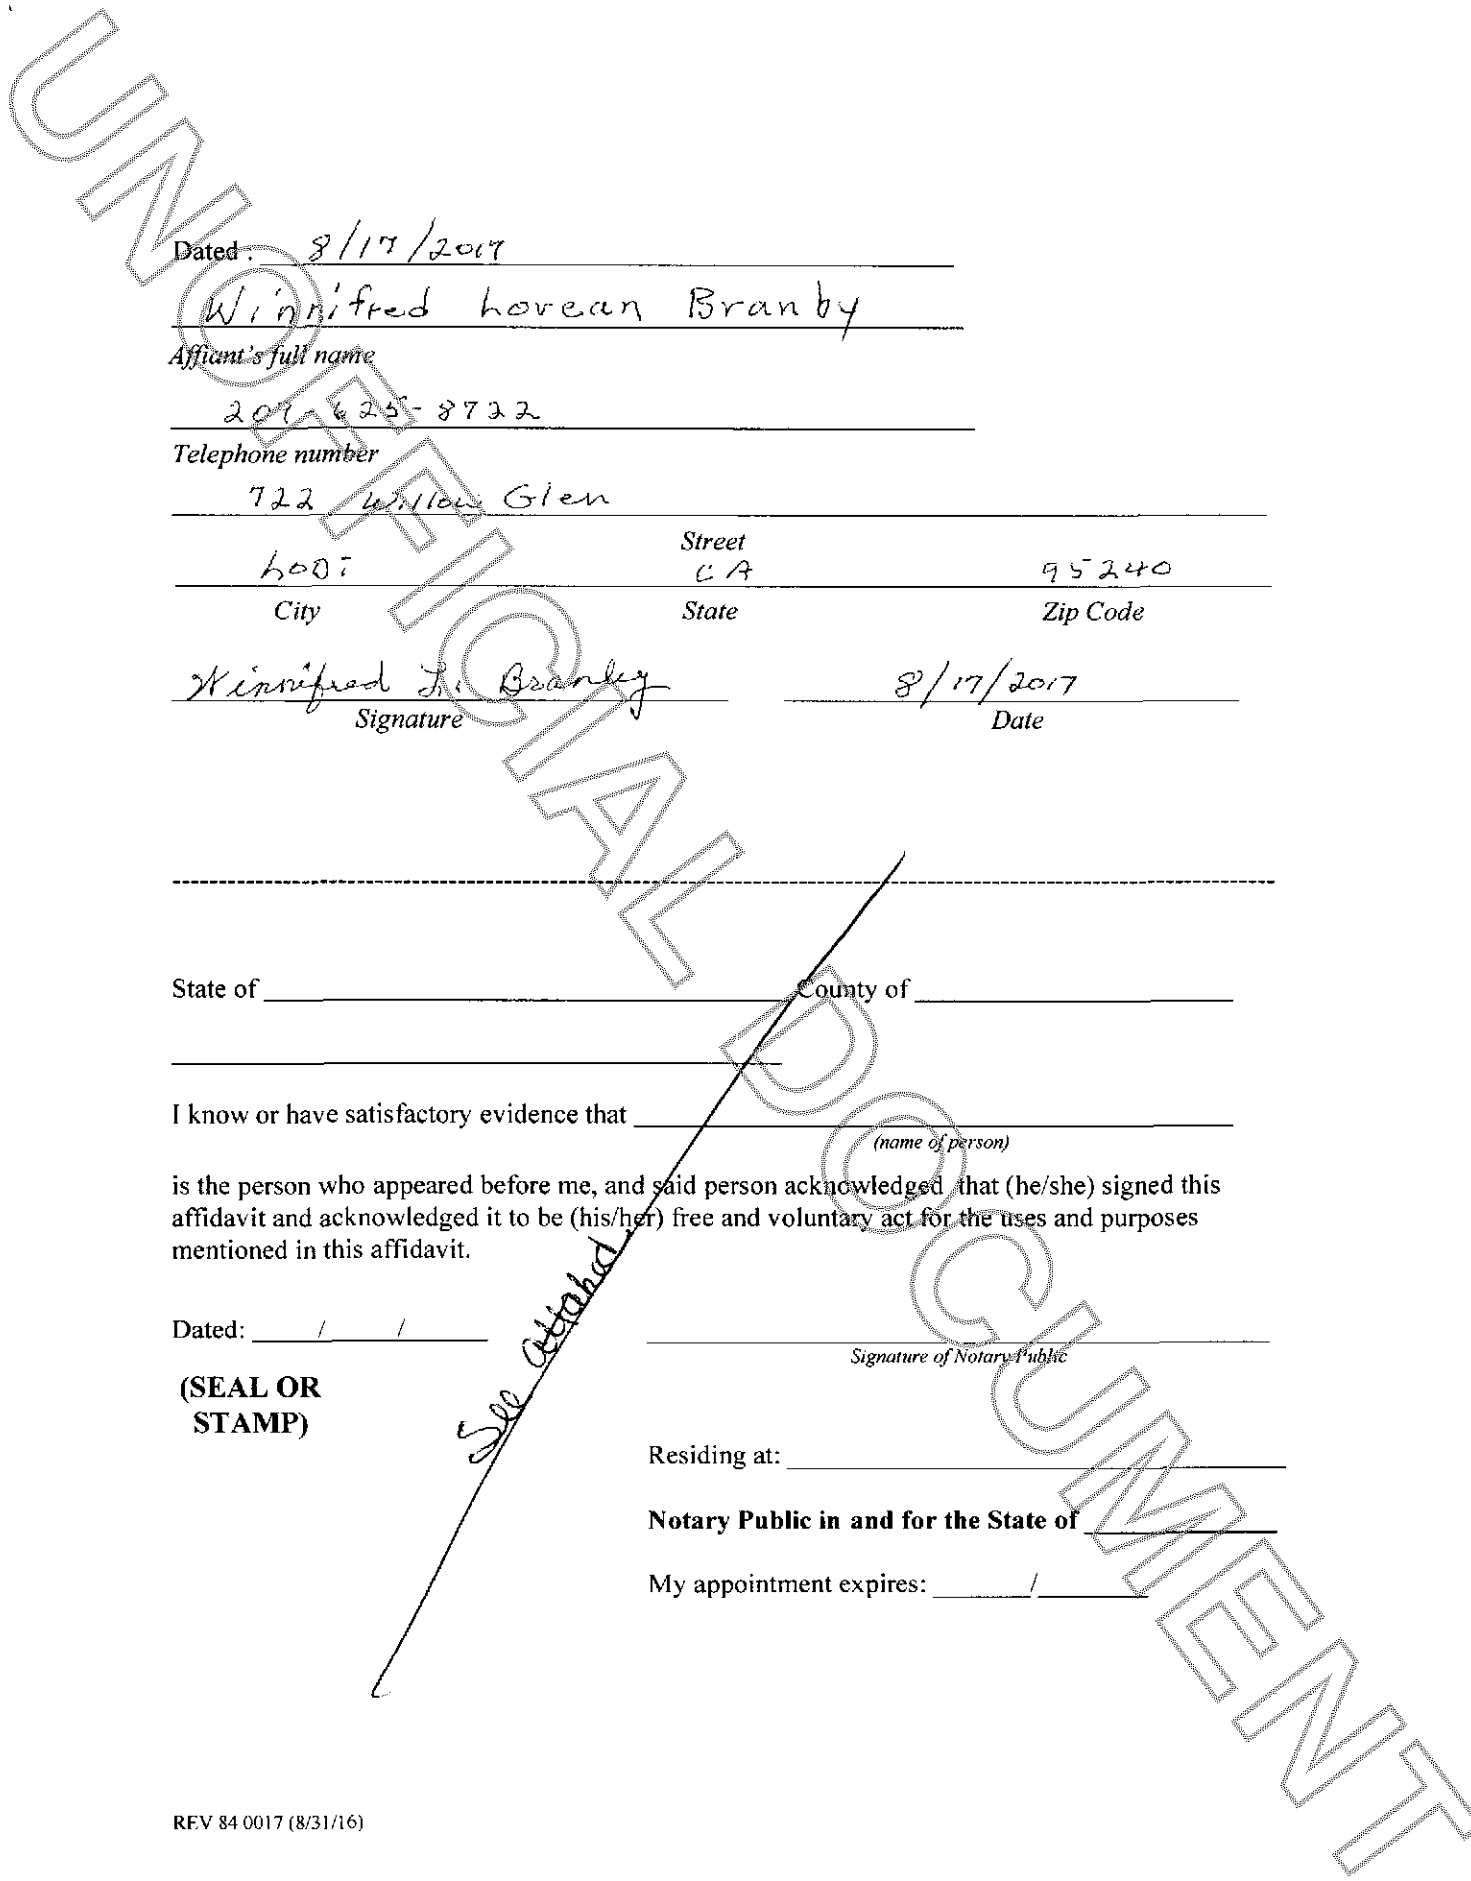 Dated : 8/17/2017
Winnifred Lovean Branby
Affiant's full name
209-625-8722
Telephone number
722 Willow Glen
Street
LODI CA 95240
City State Zip Code
Winnifred L. Branby 8/17/2017
Signature Date
State of County of
I know or have satisfactory evidence that
(name of person)
is the person who appeared before me, and said person acknowledged that (he/she) signed this
affidavit and acknowledged it to be (his/her) free and voluntary act for the uses and purposes
mentioned in this affidavit.
See attached
Dated: / /
Signature of Notary Public
(SEAL OR
STAMP)
Residing at:
Notary Public in and for the State of
My appointment expires: /
REV 84 0017 (8/31/16)
UNOFFICIAL DOCUMENT